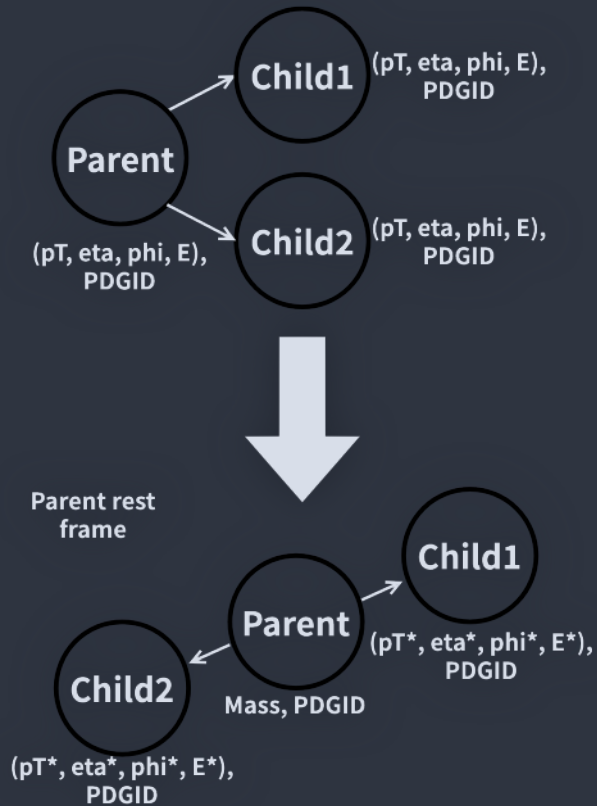 Child1
(pT, eta, phi, E),
PDGID
Parent
(pT, eta, phi, E),
PDGID
Child2
(pT, eta, phi, E),
PDGID
Parent rest
frame
Child1
(pT*, eta*, phi*, E*),
PDGID
Parent
Mass, PDGID
Child2
(pT*, eta*, phi*, E*),
PDGID